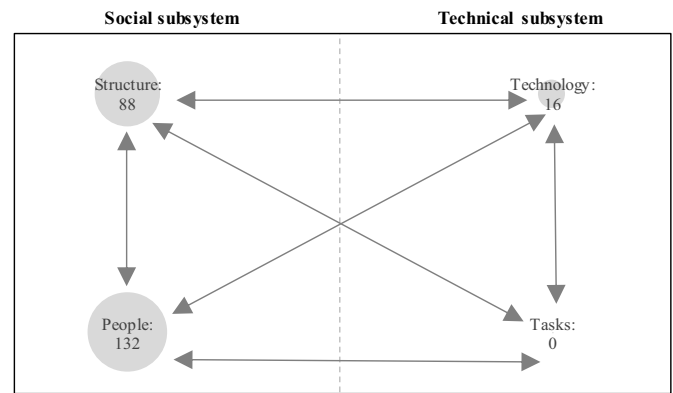 Social subsystem
Technical subsystem
Structure:
88
Technology:
16
People:
132
Tasks:
0